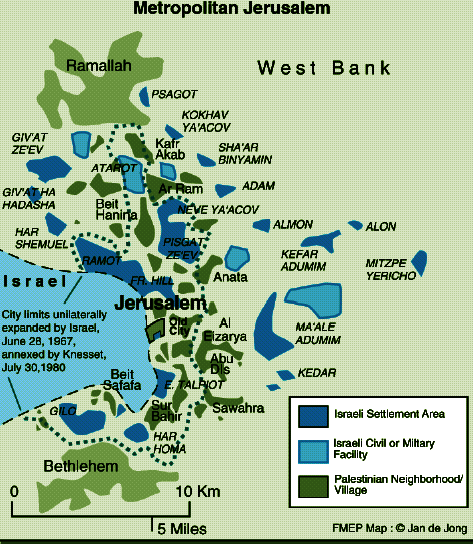 Metropolitan Jerusalem
Ramallah
West Bank
PSAGOT
KOKHAV
YA'ACOV
GIV'AT
ZE'EV
Kafr
Akab
SHA'AR
BINYAMIN
ATAROT
Ar Ram
ADAM
GIV'AT HA
HADASHA
Beit
Hanina
NEVE YA'ACOV
HAR
SHEMUEL
ALMON
ALON
PISGAT
ZE'EV
KEFAR
ADUMIM
MITZPE
YERICHO
RAMOT
Israel
FR. HILL
Anata
City limits unilaterally
expanded by Israel,
June 28, 1967,
annexed by Knesset,
July 30,1980
Jerusalem
Old
City
Al
Eizarya
MA'ALE
ADUMIM
Abu
Dis
Beit
Safafa
E. TALPIOT
KEDAR
GILO
Sur
Bahir
Sawahra
HAR
HOMA
Bethlehem
Israeli Settlement Area
Israeli Civil or Miltary
Facility
Palestinian Neighborhood/
Village
0
10 Km
5 Miles
FMEP Map : © Jan de Jong